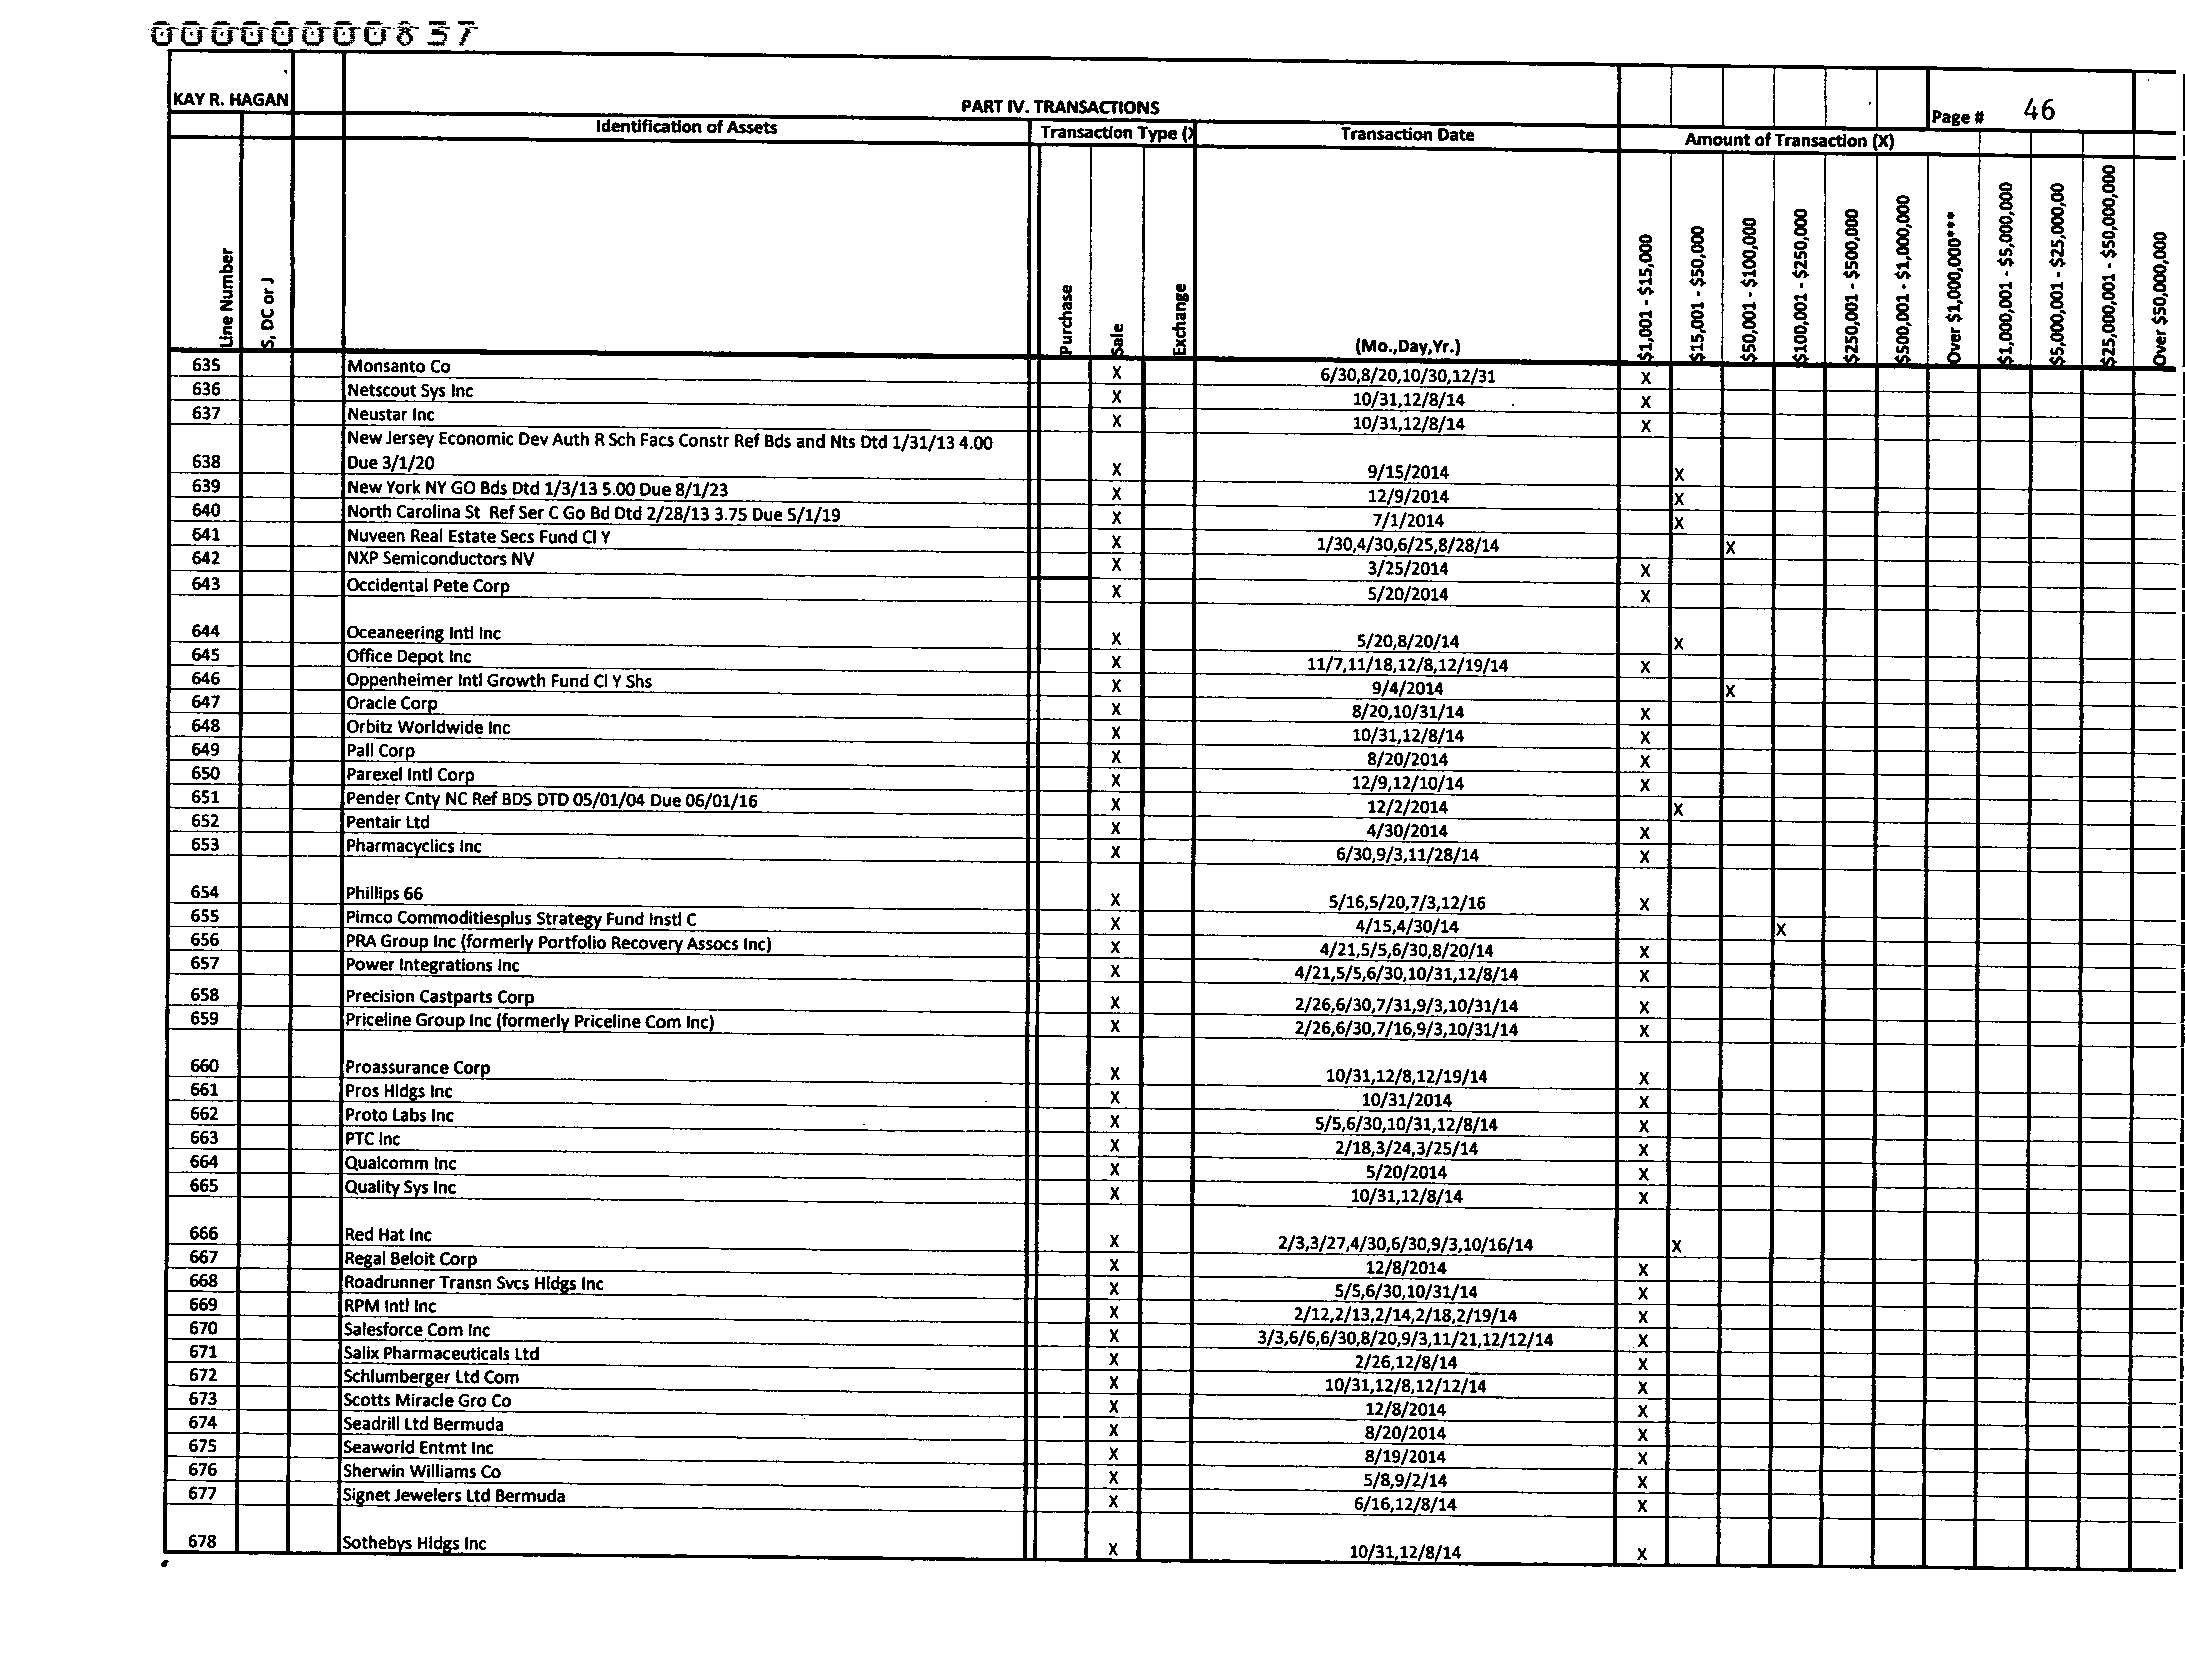 00000000837
KAY R. HAGAN
PART IV. TRANSACTIONS
Page # 46
Identification of Assets
Transaction Type (X
Transaction Date
Amount of Transaction (X)
Line Number
S, DC or J
Purchase
Sale
Exchange
(Mo.,Day,Yr.)
$1,001 - $15,000
$15,001 - $50,000
$50,001 - $100,000
$100,001 - $250,000
$250,001 - $500,000
$500,001 - $1,000,000
Over $1,000,000***
$1,000,001 - $5,000,000
$5,000,001 - $25,000,00
$25,000,001 - $50,000,000
Over $50,000,000
635 Monsanto Co X 6/30,8/20,10/30,12/31 X
636 Netscout Sys Inc X 10/31,12/8/14 X
637 Neustar Inc X 10/31,12/8/14 X
New Jersey Economic Dev Auth R Sch Facs Constr Ref Bds and Nts Dtd 1/31/13 4.00
638 Due 3/1/20 X 9/15/2014 X
639 New York NY GO Bds Dtd 1/3/13 5.00 Due 8/1/23 X 12/9/2014 X
640 North Carolina St Ref Ser C Go Bd Dtd 2/28/13 3.75 Due 5/1/19 X 7/1/2014 X
641 Nuveen Real Estate Secs Fund Cl Y X 1/30,4/30,6/25,8/28/14 X
642 NXP Semiconductors NV X 3/25/2014 X
643 Occidental Pete Corp X 5/20/2014 X
644 Oceaneering Intl Inc X 5/20,8/20/14 X
645 Office Depot Inc X 11/7,11/18,12/8,12/19/14 X
646 Oppenheimer Intl Growth Fund Cl Y Shs X 9/4/2014 X
647 Oracle Corp X 8/20,10/31/14 X
648 Orbitz Worldwide Inc X 10/31,12/8/14 X
649 Pall Corp X 8/20/2014 X
650 Parexel Intl Corp X 12/9,12/10/14 X
651 Pender Cnty NC Ref BDS DTD 05/01/04 Due 06/01/16 X 12/2/2014 X
652 Pentair Ltd X 4/30/2014 X
653 Pharmacyclics Inc X 6/30,9/3,11/28/14 X
654 Phillips 66 X 5/16,5/20,7/3,12/16 X
655 Pimco Commoditiesplus Strategy Fund Instl C X 4/15,4/30/14 X
656 PRA Group Inc (formerly Portfolio Recovery Assocs Inc) X 4/21,5/5,6/30,8/20/14 X
657 Power Integrations Inc X 4/21,5/5,6/30,10/31,12/8/14 X
658 Precision Castparts Corp X 2/26,6/30,7/31,9/3,10/31/14 X
659 Priceline Group Inc (formerly Priceline Com Inc) X 2/26,6/30,7/16,9/3,10/31/14 X
660 Proassurance Corp X 10/31,12/8,12/19/14 X
661 Pros Hldgs Inc X 10/31/2014 X
662 Proto Labs Inc X 5/5,6/30,10/31,12/8/14 X
663 PTC Inc X 2/18,3/24,3/25/14 X
664 Qualcomm Inc X 5/20/2014 X
665 Quality Sys Inc X 10/31,12/8/14 X
666 Red Hat Inc X 2/3,3/27,4/30,6/30,9/3,10/16/14 X
667 Regal Beloit Corp X 12/8/2014 X
668 Roadrunner Transn Svcs Hldgs Inc X 5/5,6/30,10/31/14 X
669 RPM Intl Inc X 2/12,2/13,2/14,2/18,2/19/14 X
670 Salesforce Com Inc X 3/3,6/6,6/30,8/20,9/3,11/21,12/12/14 X
671 Salix Pharmaceuticals Ltd X 2/26,12/8/14 X
672 Schlumberger Ltd Com X 10/31,12/8,12/12/14 X
673 Scotts Miracle Gro Co X 12/8/2014 X
674 Seadrill Ltd Bermuda X 8/20/2014 X
675 Seaworld Entmt Inc X 8/19/2014 X
676 Sherwin Williams Co X 5/8,9/2/14 X
677 Signet Jewelers Ltd Bermuda X 6/16,12/8/14 X
678 Sothebys Hldgs Inc X 10/31,12/8/14 X